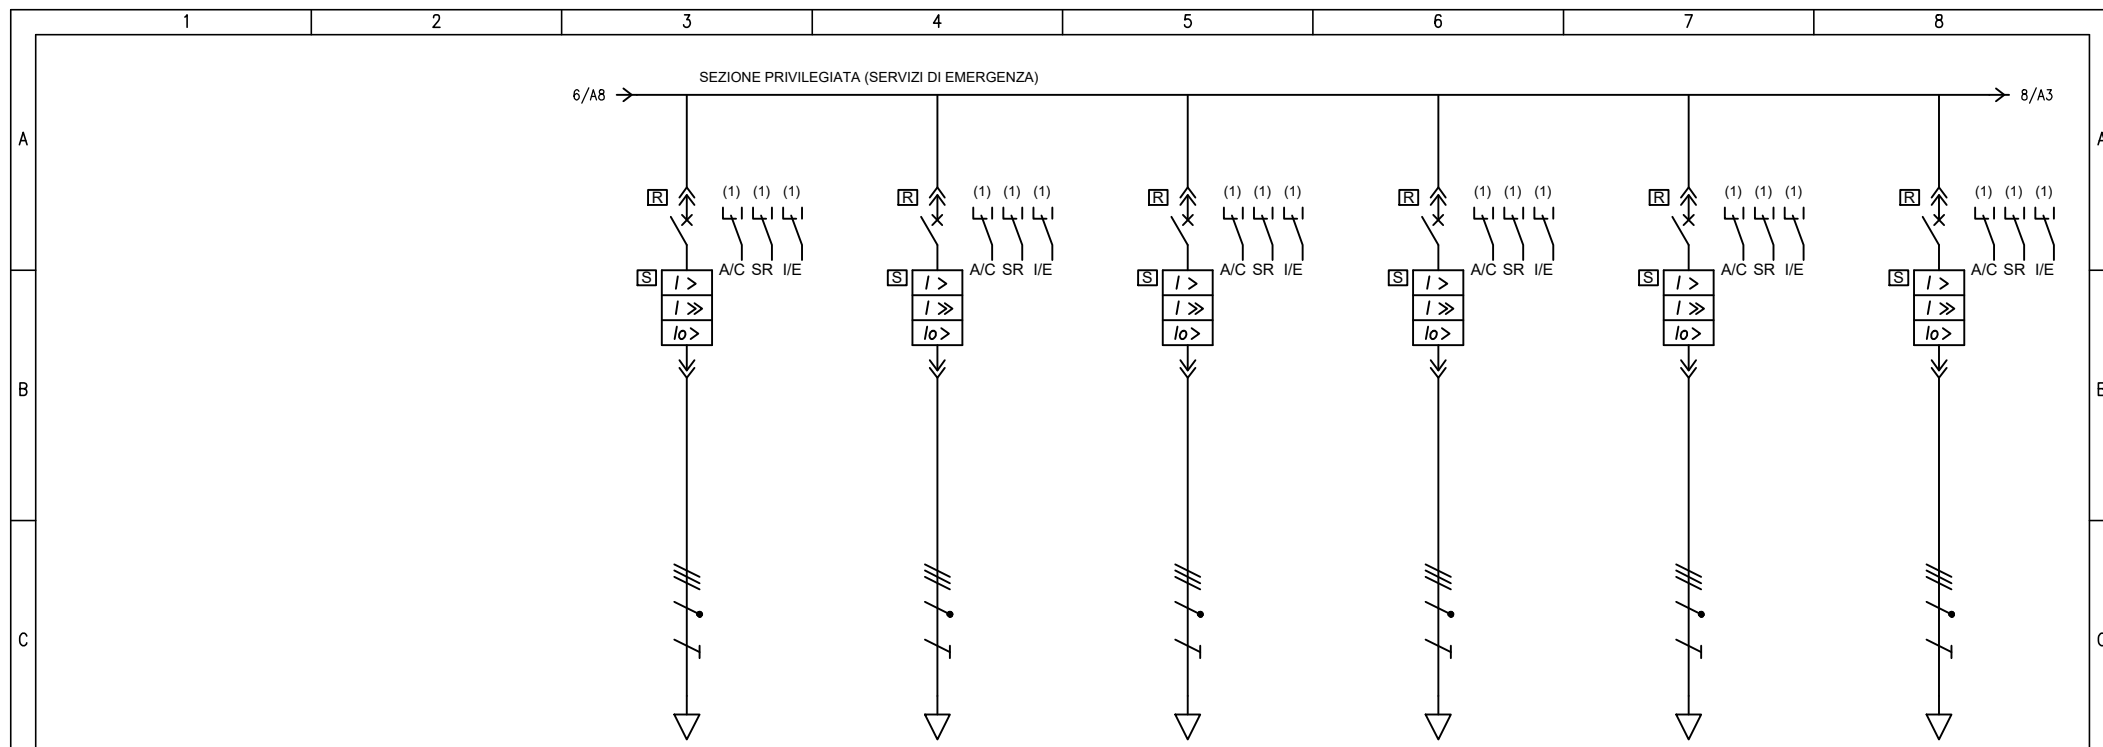 1 2 3 4 5 6 7 8
SEZIONE PRIVILEGIATA (SERVIZI DI EMERGENZA)
6/A8 8/A3
A A
R (1) (1) (1) R (1) (1) (1) R (1) (1) (1) R (1) (1) (1) R (1) (1) (1) R (1) (1) (1)
A/C SR I/E A/C SR I/E A/C SR I/E A/C SR I/E A/C SR I/E A/C SR I/E
S I > S I > S I > S I > S I > S I >
I >> I >> I >> I >> I >> I >>
Io > Io > Io > Io > Io > Io >
B B
C C